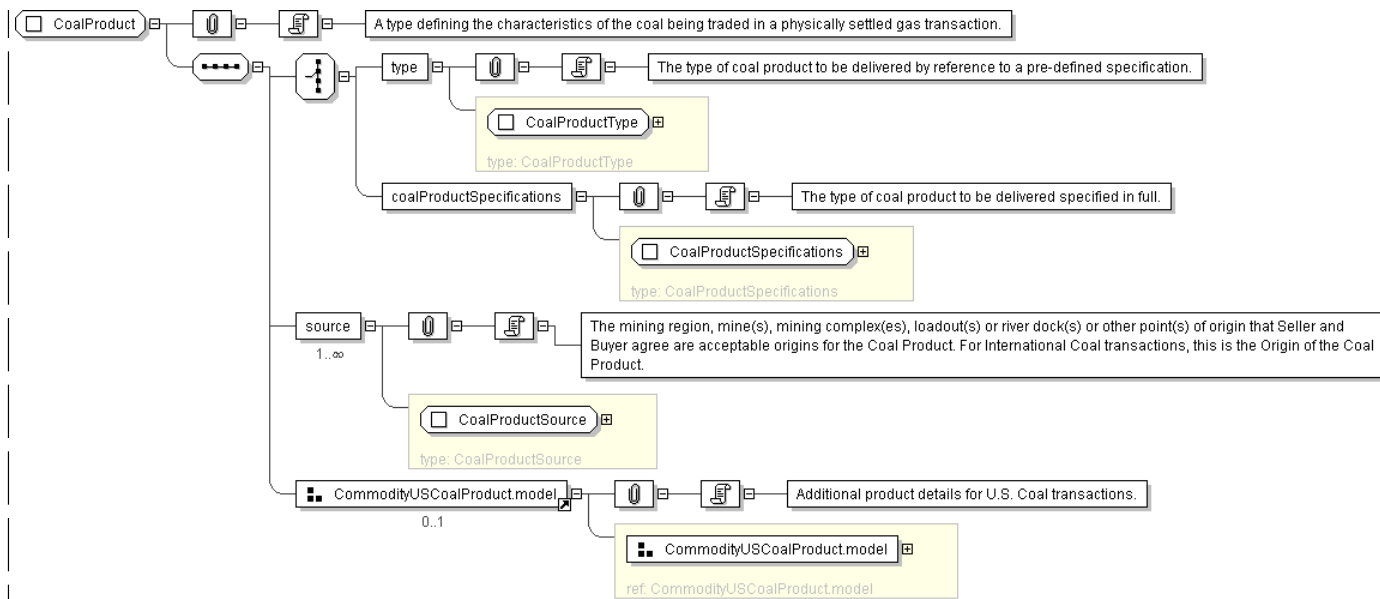 CoalProduct
A type defining the characteristics of the coal being traded in a physically settled gas transaction.
type
The type of coal product to be delivered by reference to a pre-defined specification.
CoalProductType
type: CoalProductType
coalProductSpecifications
The type of coal product to be delivered specified in full.
CoalProductSpecifications
type: CoalProductSpecifications
source
1..∞
The mining region, mine(s), mining complex(es), loadout(s) or river dock(s) or other point(s) of origin that Seller and
Buyer agree are acceptable origins for the Coal Product. For International Coal transactions, this is the Origin of the Coal
Product.
CoalProductSource
type: CoalProductSource
CommodityUSCoalProduct.model
0..1
Additional product details for U.S. Coal transactions.
CommodityUSCoalProduct.model
ref: CommodityUSCoalProduct.model